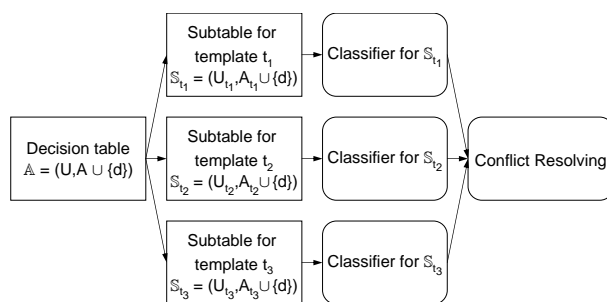 Subtable for
template t₁
𝕊ₜ₁ = (Uₜ₁,Aₜ₁∪{d})
Classifier for 𝕊ₜ₁
Decision table
𝔸 = (U,A ∪ {d})
Subtable for
template t₂
𝕊ₜ₂ = (Uₜ₂,Aₜ₂∪{d})
Classifier for 𝕊ₜ₂
Conflict Resolving
Subtable for
template t₃
𝕊ₜ₃ = (Uₜ₃,Aₜ₃∪{d})
Classifier for 𝕊ₜ₃